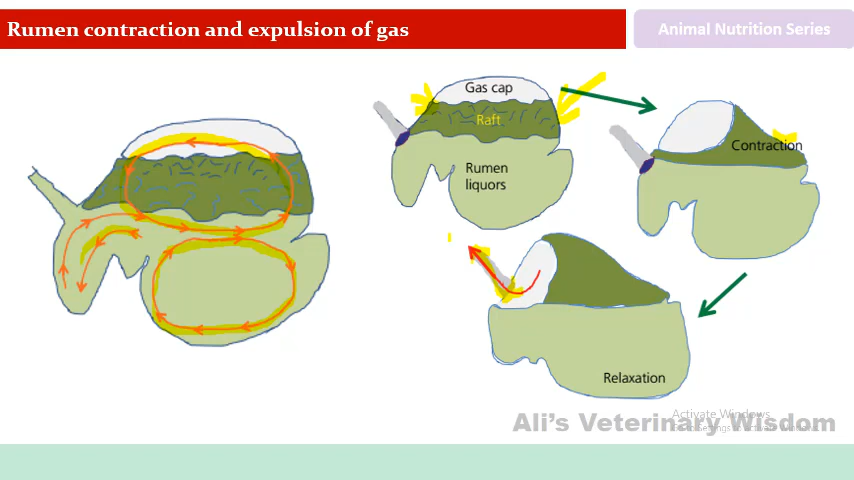 Rumen contraction and expulsion of gas
Animal Nutrition Series
Gas cap
Raft
Rumen
liquors
Contraction
Relaxation
Activate Windows
Ali's Veterinary Wisdom